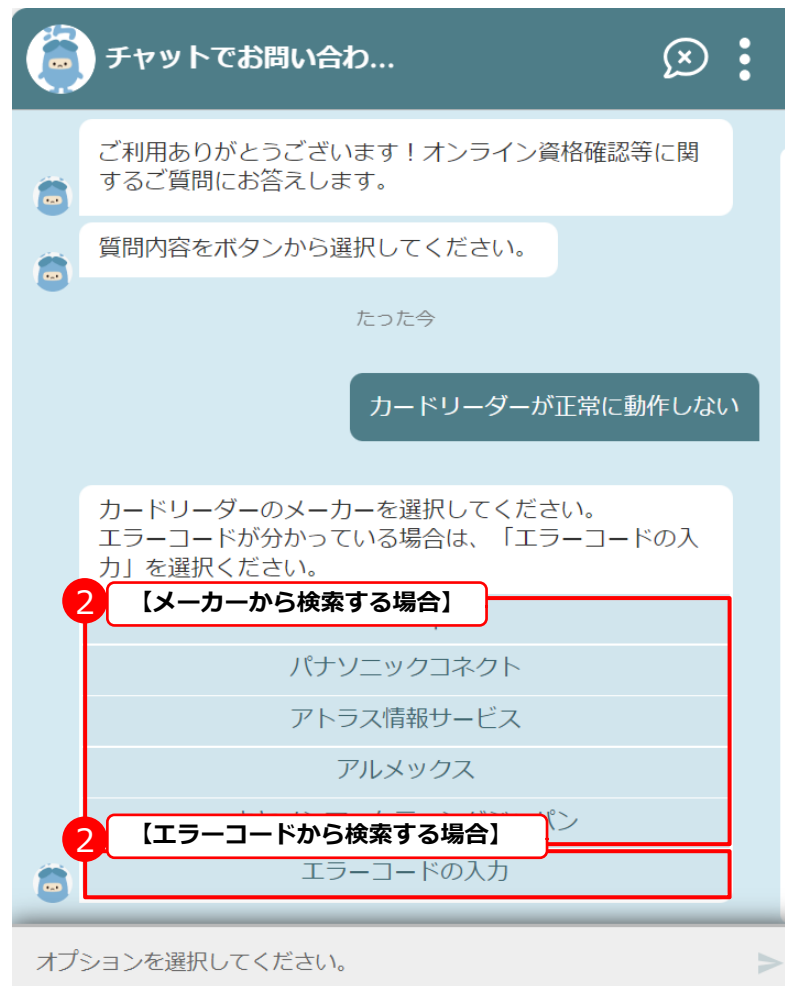 チャットでお問い合わ...
ご利用ありがとうございます！オンライン資格確認等に関
するご質問にお答えします。
質問内容をボタンから選択してください。
たった今
カードリーダーが正常に動作しない
カードリーダーのメーカーを選択してください。
エラーコードが分かっている場合は、「エラーコードの入
力」を選択ください。
2 【メーカーから検索する場合】
パナソニックコネクト
アトラス情報サービス
アルメックス
パン
2 【エラーコードから検索する場合】
エラーコードの入力
オプションを選択してください。